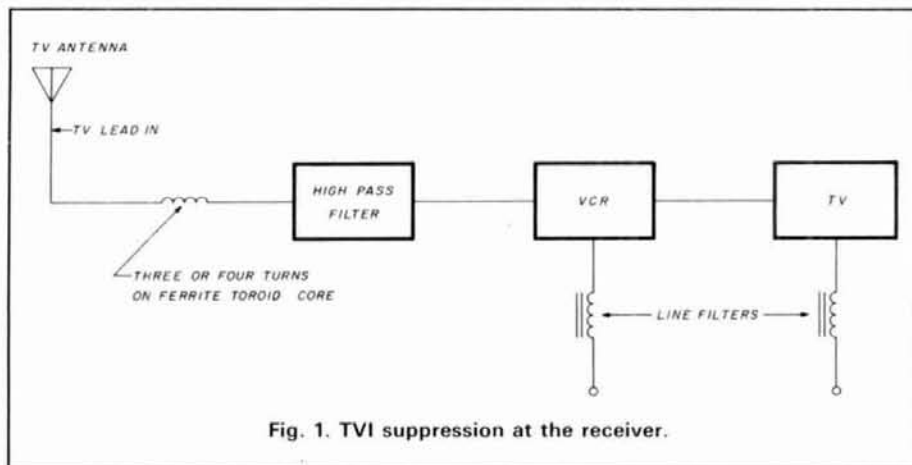 TV ANTENNA
TV LEAD IN
HIGH PASS
FILTER
VCR
TV
THREE OR FOUR TURNS
ON FERRITE TOROID CORE
LINE FILTERS
Fig. 1. TVI suppression at the receiver.